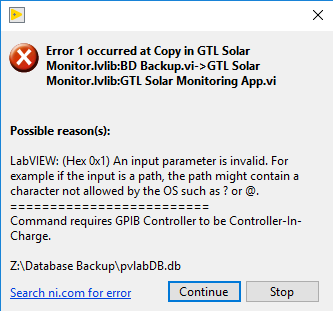 Error 1 occurred at Copy in GTL Solar
Monitor.lvlib:BD Backup.vi->GTL Solar
Monitor.lvlib:GTL Solar Monitoring App.vi
Possible reason(s):
LabVIEW: (Hex 0x1) An input parameter is invalid. For
example if the input is a path, the path might contain a
character not allowed by the OS such as ? or @.
=========================
Command requires GPIB Controller to be Controller-In-
Charge.
Z:\Database Backup\pvlabDB.db
Search ni.com for error
Continue
Stop